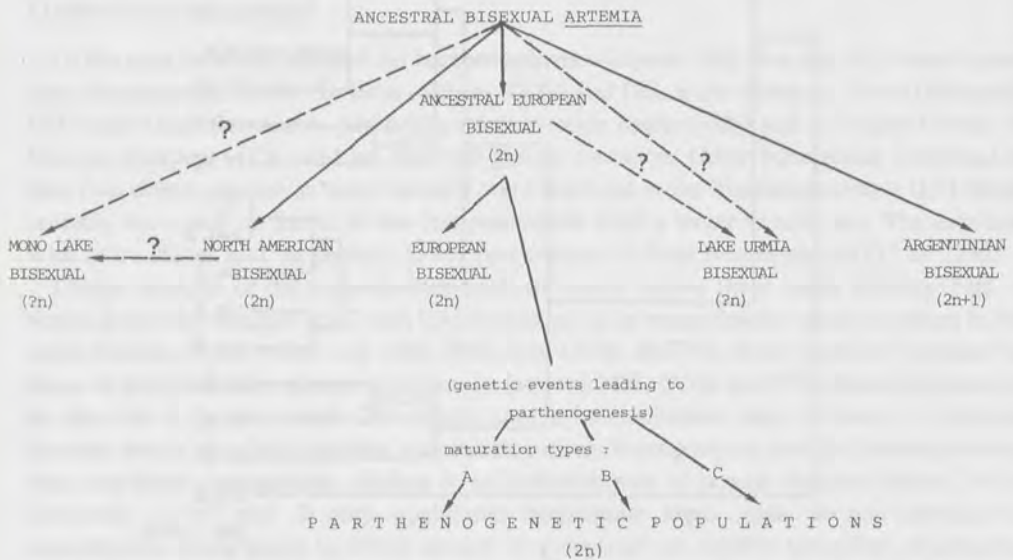 ANCESTRAL BISEXUAL ARTEMIA
ANCESTRAL EUROPEAN
BISEXUAL
(2n)
?
?
?
MONO LAKE
BISEXUAL
(?n)
?
NORTH AMERICAN
BISEXUAL
(2n)
EUROPEAN
BISEXUAL
(2n)
LAKE URMIA
BISEXUAL
(?n)
ARGENTINIAN
BISEXUAL
(2n+1)
(genetic events leading to
parthenogenesis)
maturation types :
A B C
PARTHENOGENETIC POPULATIONS
(2n)